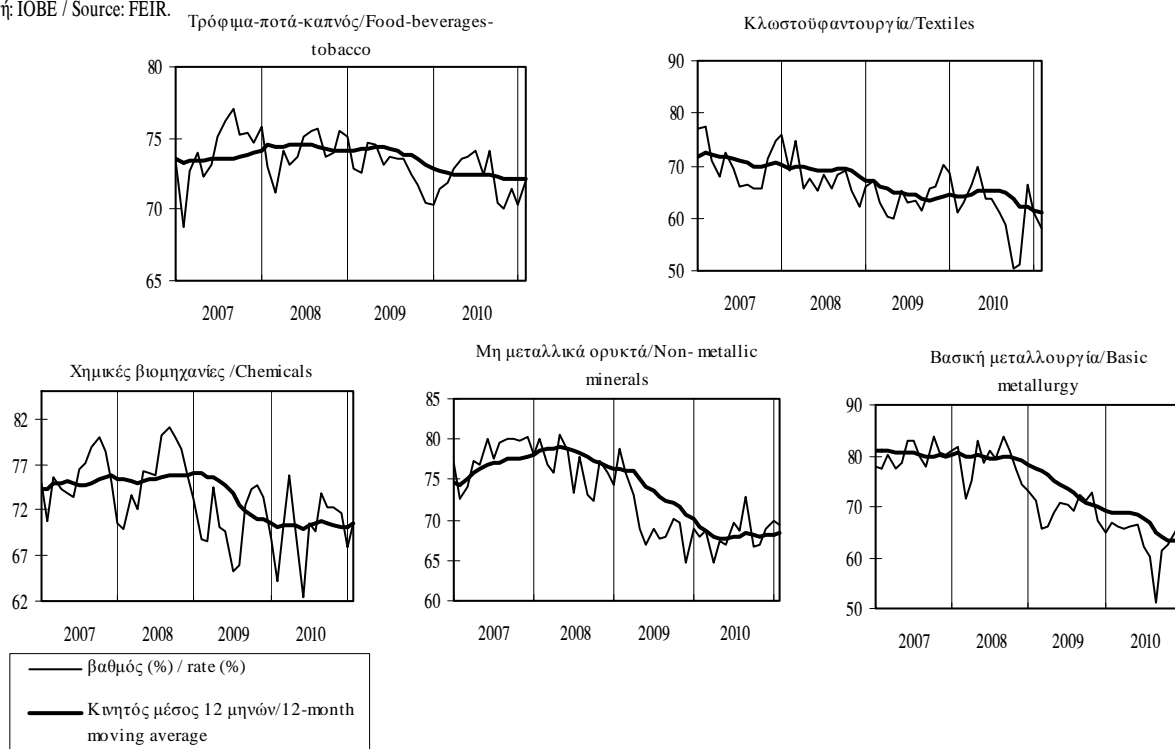 ή: ΙΟΒΕ / Source: FEIR.
Τρόφιμα-ποτά-καπνός/Food-beverages-
tobacco
80
75
70
65
2007 2008 2009 2010
Κλωστοϋφαντουργία/Textiles
90
80
70
60
50
2007 2008 2009 2010
Χημικές βιομηχανίες /Chemicals
82
77
72
67
62
2007 2008 2009 2010
Μη μεταλλικά ορυκτά/Non- metallic
minerals
85
80
75
70
65
60
2007 2008 2009 2010
Βασική μεταλλουργία/Basic
metallurgy
90
80
70
60
50
2007 2008 2009 2010
βαθμός (%) / rate (%)
Κινητός μέσος 12 μηνών/12-month
moving average